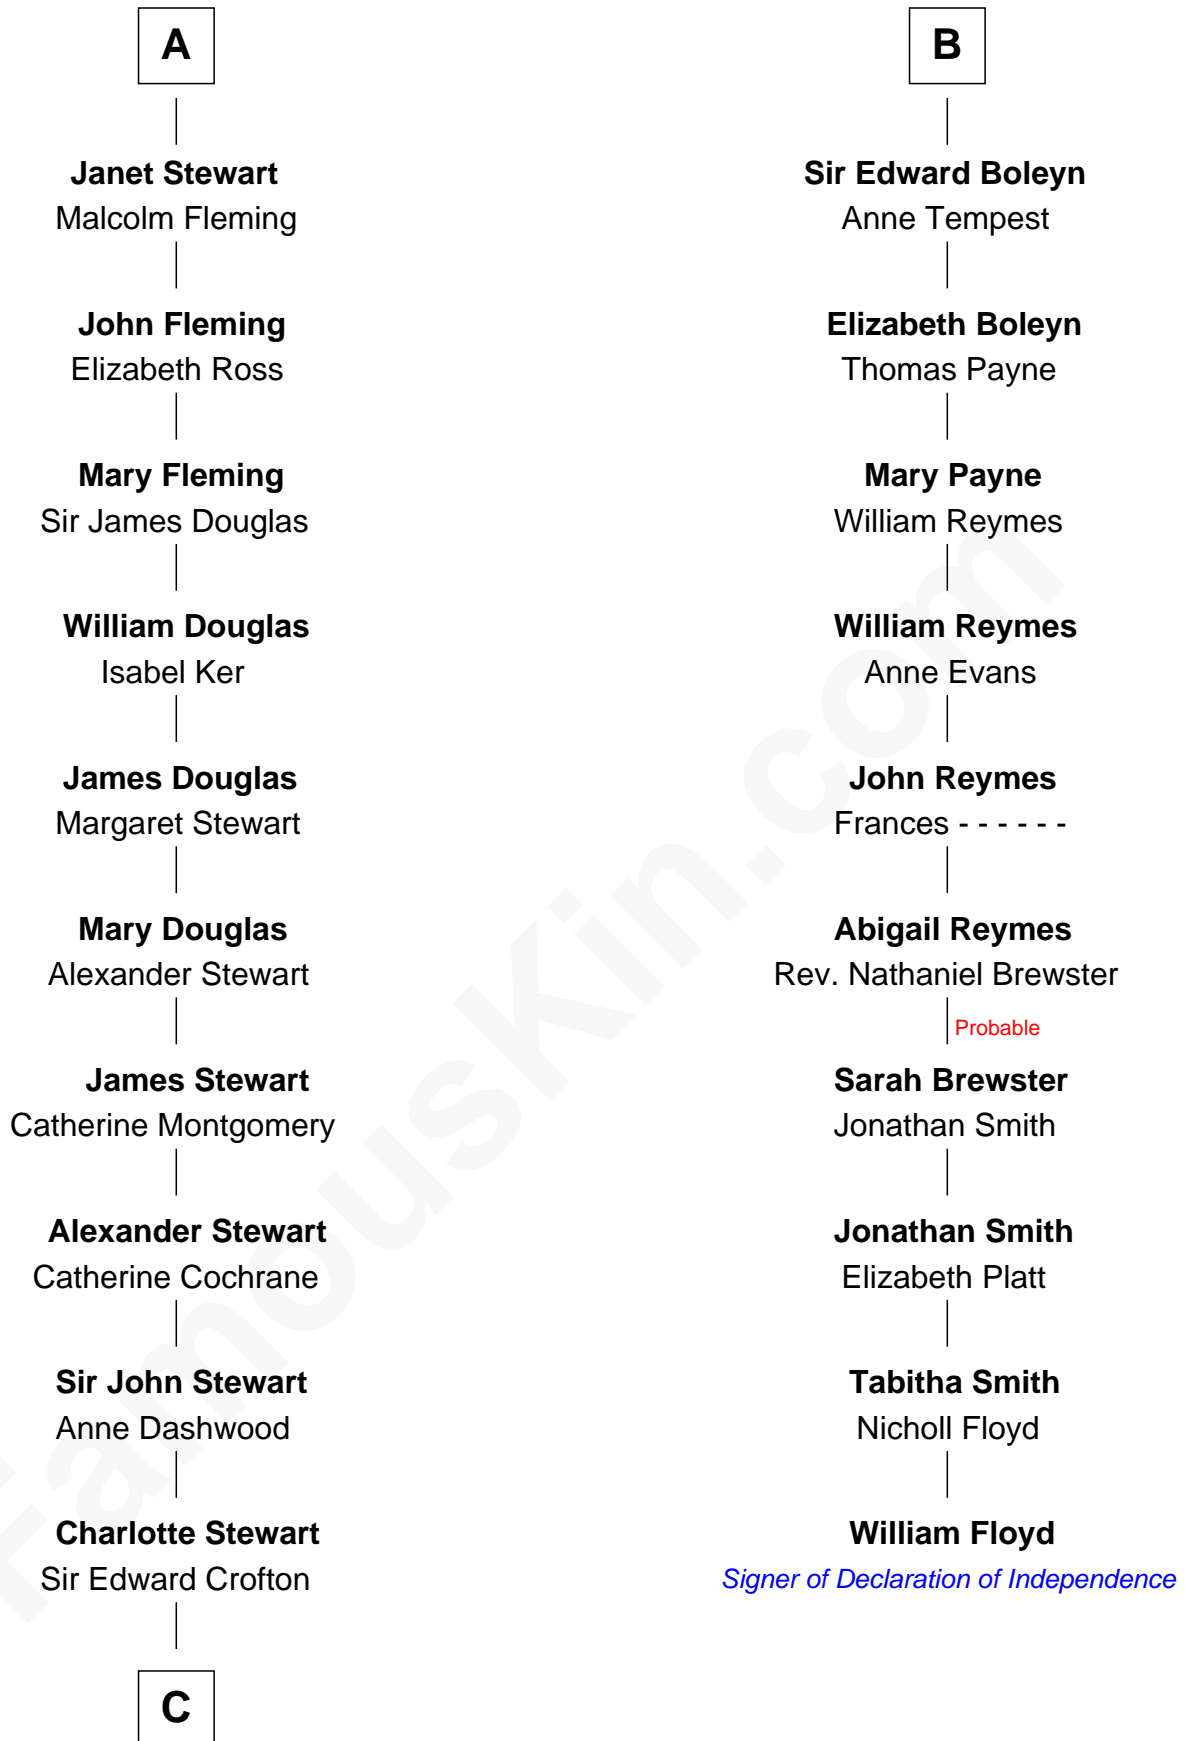 A
Janet Stewart
Malcolm Fleming
John Fleming
Elizabeth Ross
Mary Fleming
Sir James Douglas
William Douglas
Isabel Ker
James Douglas
Margaret Stewart
Mary Douglas
Alexander Stewart
James Stewart
Catherine Montgomery
Alexander Stewart
Catherine Cochrane
Sir John Stewart
Anne Dashwood
Charlotte Stewart
Sir Edward Crofton
C
B
Sir Edward Boleyn
Anne Tempest
Elizabeth Boleyn
Thomas Payne
Mary Payne
William Reymes
William Reymes
Anne Evans
John Reymes
Frances - - - - - -
Abigail Reymes
Rev. Nathaniel Brewster
Probable
Sarah Brewster
Jonathan Smith
Jonathan Smith
Elizabeth Platt
Tabitha Smith
Nicholl Floyd
William Floyd
Signer of Declaration of Independence
FamousKin.com